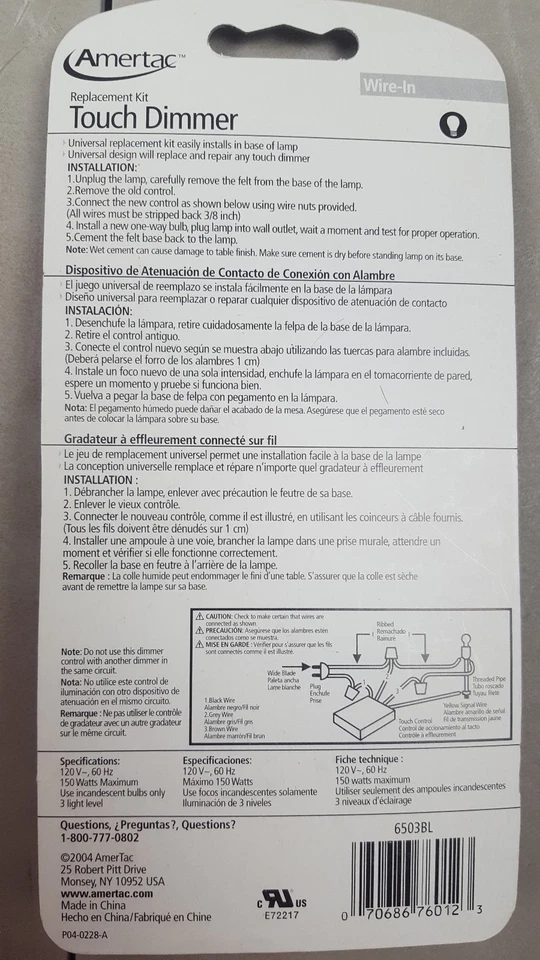 Amertac™
Wire-In
Replacement Kit
Touch Dimmer
Universal replacement kit easily installs in base of lamp
Universal design will replace and repair any touch dimmer
INSTALLATION:
1.Unplug the lamp, carefully remove the felt from the base of the lamp.
2.Remove the old control.
3.Connect the new control as shown below using wire nuts provided.
(All wires must be stripped back 3/8 inch)
4. Install a new one-way bulb, plug lamp into wall outlet, wait a moment and test for proper operation.
5.Cement the felt base back to the lamp.
Note: Wet cement can cause damage to table finish. Make sure cement is dry before standing lamp on its base.
Dispositivo de Atenuación de Contacto de Conexión con Alambre
El juego universal de reemplazo se instala fácilmente en la base de la lámpara
Diseño universal para reemplazar o reparar cualquier dispositivo de atenuación de contacto
INSTALACIÓN:
1. Desenchufe la lámpara, retire cuidadosamente la felpa de la base de la lámpara.
2. Retire el control antiguo.
3. Conecte el control nuevo según se muestra abajo utilizando las tuercas para alambre incluidas.
(Deberá pelarse el forro de los alambres 1 cm)
4. Instale un foco nuevo de una sola intensidad, enchufe la lámpara en el tomacorriente de pared,
espere un momento y pruebe si funciona bien.
5. Vuelva a pegar la base de felpa con pegamento en la lámpara.
Nota: El pegamento húmedo puede dañar el acabado de la mesa. Asegúrese que el pegamento esté seco
antes de colocar la lámpara sobre su base.
Gradateur à effleurement connecté sur fil
Le jeu de remplacement universel permet une installation facile à la base de la lampe
La conception universelle remplace et répare n'importe quel gradateur à effleurement
INSTALLATION :
1. Débrancher la lampe, enlever avec précaution le feutre de sa base.
2. Enlever le vieux contrôle.
3. Connecter le nouveau contrôle, comme il est illustré, en utilisant les coinceurs à câble fournis.
(Tous les fils doivent être dénudés sur 1 cm)
4. Installer une ampoule à une voie, brancher la lampe dans une prise murale, attendre un
moment et vérifier si elle fonctionne correctement.
5. Recoller la base en feutre à l'arrière de la lampe.
Remarque : La colle humide peut endommager le fini d'une table. S'assurer que la colle est sèche
avant de remettre la lampe sur sa base.
Note: Do not use this dimmer
control with another dimmer in
the same circuit.
Nota: No utilice este control de
iluminación con otro dispositivo de
atenuación en el mismo circuito.
Remarque : Ne pas utiliser le contrôle
de gradateur avec un autre gradateur
sur le même circuit.
CAUTION: Check to make certain that wires are
connected as shown.
PRECAUCIÓN: Asegúrese que los alambres estén
conectados como se muestra.
MISE EN GARDE : Vérifier pour s'assurer que les fils
sont connectés comme il est illustré.
Ribbed
Remachado
Rainuré
Wide Blade
Paleta ancha
Lame blanche
Plug
Enchufe
Prise
1.Black Wire
Alambre negro/Fil noir
2.Grey Wire
Alambre gris/Fil gris
3.Brown Wire
Alambre marrón/Fil brun
1
2
3
Threaded Pipe
Tubo roscado
Tuyau fileté
Yellow Signal Wire
Alambre amarillo de señal
Fil de transmission jaune
Touch Control
Control de accionamiento al tacto
Contrôle à effleurement
Specifications:
120 V~, 60 Hz
150 Watts Maximum
Use incandescent bulbs only
3 light level
Especificaciones:
120 V~, 60 Hz
Máximo 150 Watts
Use focos incandescentes solamente
Iluminación de 3 niveles
Fiche technique :
120 V~, 60 Hz
150 watts maximum
Utiliser seulement des ampoules incandescentes
3 niveaux d'éclairage
Questions, ¿Preguntas?, Questions?
1-800-777-0802
©2004 AmerTac
25 Robert Pitt Drive
Monsey, NY 10952 USA
www.amertac.com
Made in China
Hecho en China/Fabriqué en Chine
P04-0228-A
C RU US
E72217
6503BL
0 70686 76012 3